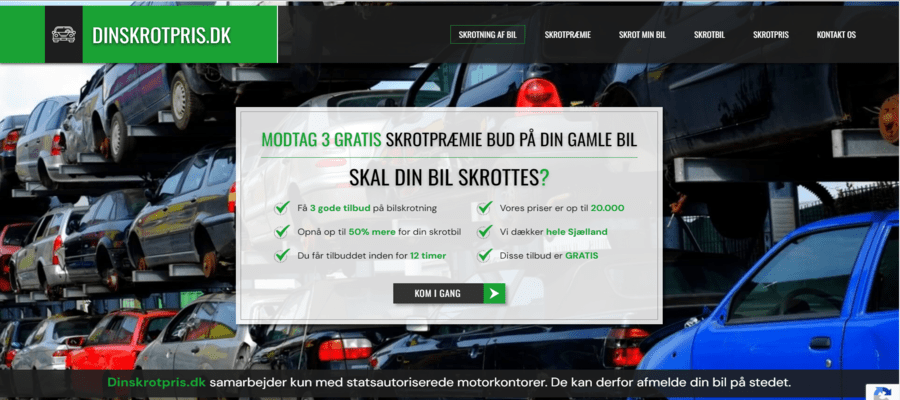 DINSKROTPRIS.DK
SKROTNING AF BIL
SKROTPRÆMIE
SKROT MIN BIL
SKROTBIL
SKROTPRIS
KONTAKT OS
MODTAG 3 GRATIS SKROTPRÆMIE BUD PÅ DIN GAMLE BIL
SKAL DIN BIL SKROTTES?
Få 3 gode tilbud på bilskrotning
Opnå op til 50% mere for din skrotbil
Du får tilbuddet inden for 12 timer
Vores priser er op til 20.000
Vi dækker hele Sjælland
Disse tilbud er GRATIS
KOM I GANG
Dinskrotpris.dk samarbejder kun med statsautoriserede motorkontorer. De kan derfor afmelde din bil på stedet.